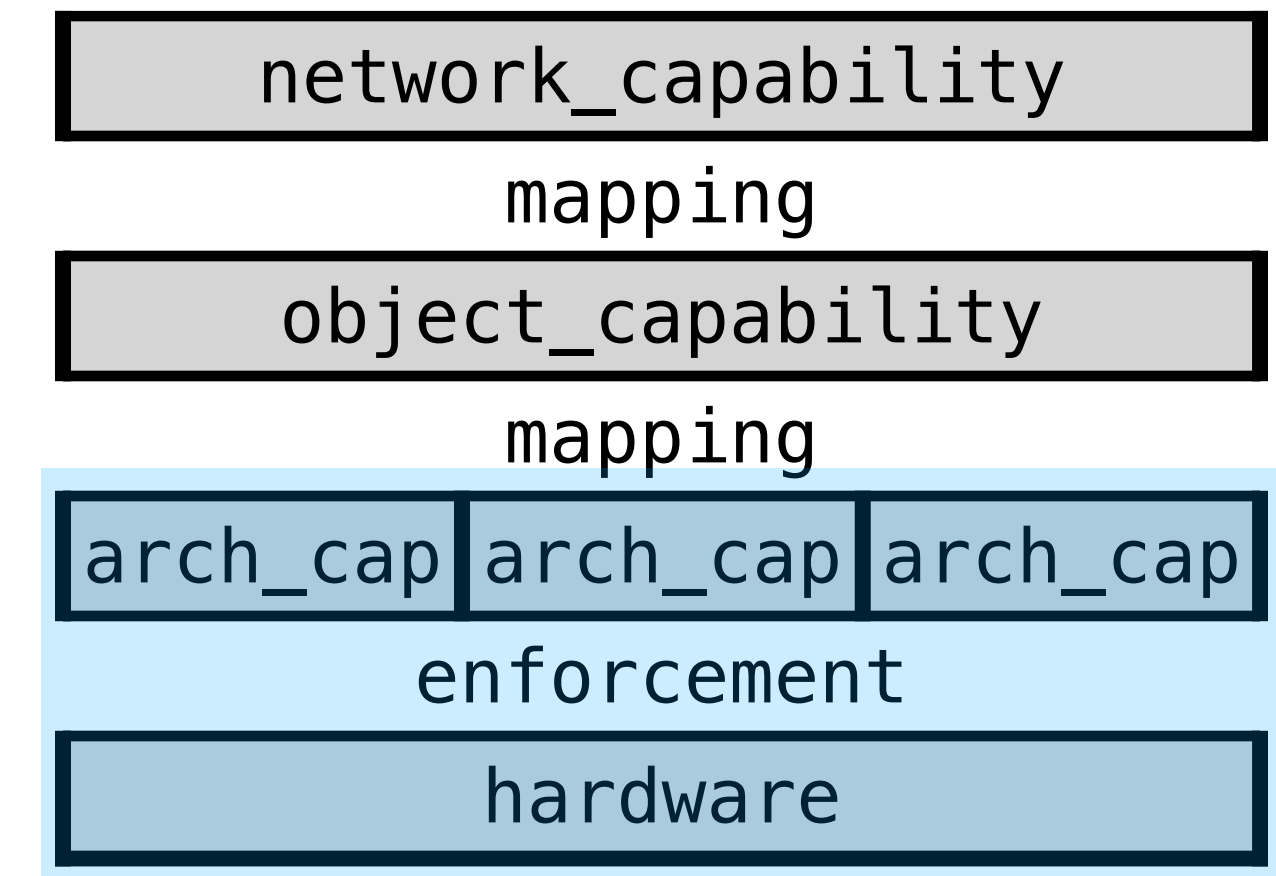 network_capability
mapping
object_capability
mapping
arch_cap arch_cap arch_cap
enforcement
hardware